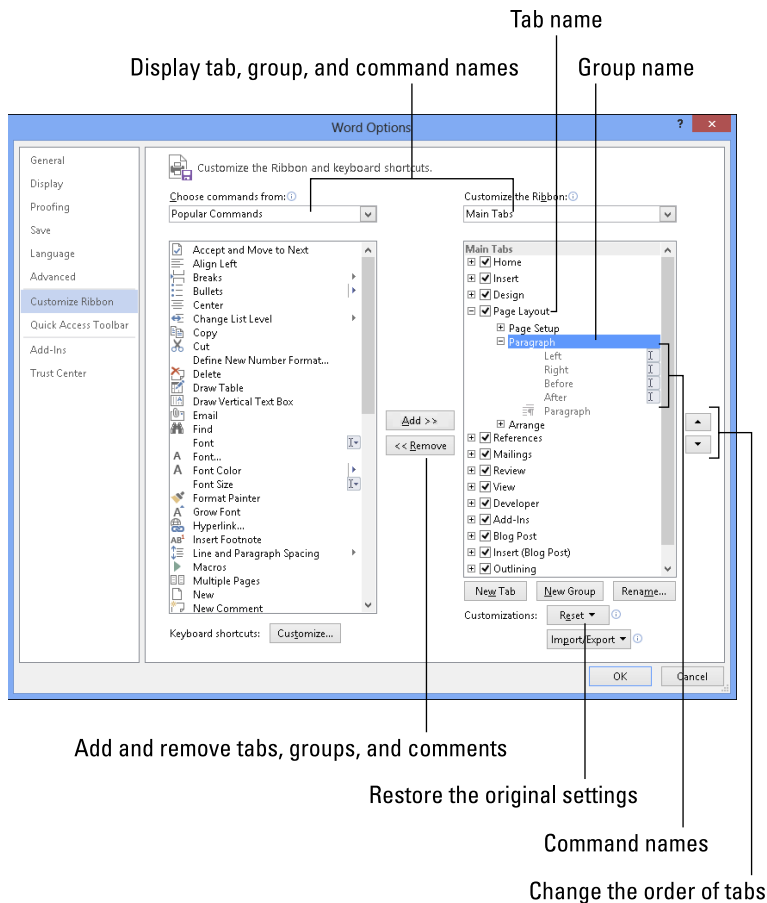 Tab name
Display tab, group, and command names
Group name
Word Options
?
General
Display
Proofing
Save
Language
Advanced
Customize Ribbon
Quick Access Toolbar
Add-Ins
Trust Center
Customize the Ribbon and keyboard shortcuts.
Choose commands from:
Popular Commands
Accept and Move to Next
Align Left
Breaks
Bullets
Center
Change List Level
Copy
Cut
Define New Number Format...
Delete
Draw Table
Draw Vertical Text Box
Email
Find
Font
Font...
Font Color
Font Size
Format Painter
Grow Font
Hyperlink...
Insert Footnote
Line and Paragraph Spacing
Macros
Multiple Pages
New
New Comment
Keyboard shortcuts: Customize...
Add >>
<< Remove
Customize the Ribbon:
Main Tabs
Main Tabs
Home
Insert
Design
Page Layout
Page Setup
Paragraph
Left
Right
Before
After
Paragraph
Arrange
References
Mailings
Review
View
Developer
Add-Ins
Blog Post
Insert (Blog Post)
Outlining
New Tab New Group Rename...
Customizations: Reset
Import/Export
OK Cancel
Add and remove tabs, groups, and comments
Restore the original settings
Command names
Change the order of tabs